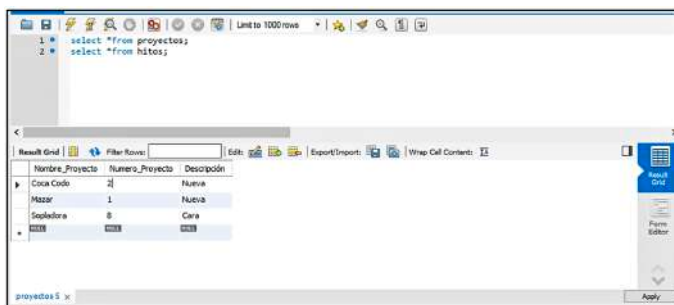 Limit to 1000 rows
1 select *from proyectos;
2 select *from hitos;
Result Grid Filter Rows: Edit: Export/Import: Wrap Cell Content:
Nombre_Proyecto Numero_Proyecto Descripción
Coca Codo 2 Nueva
Mazar 1 Nueva
Sopladora 8 Cara
NULL NULL NULL
Result Grid
Form Editor
proyectos 5 x Apply